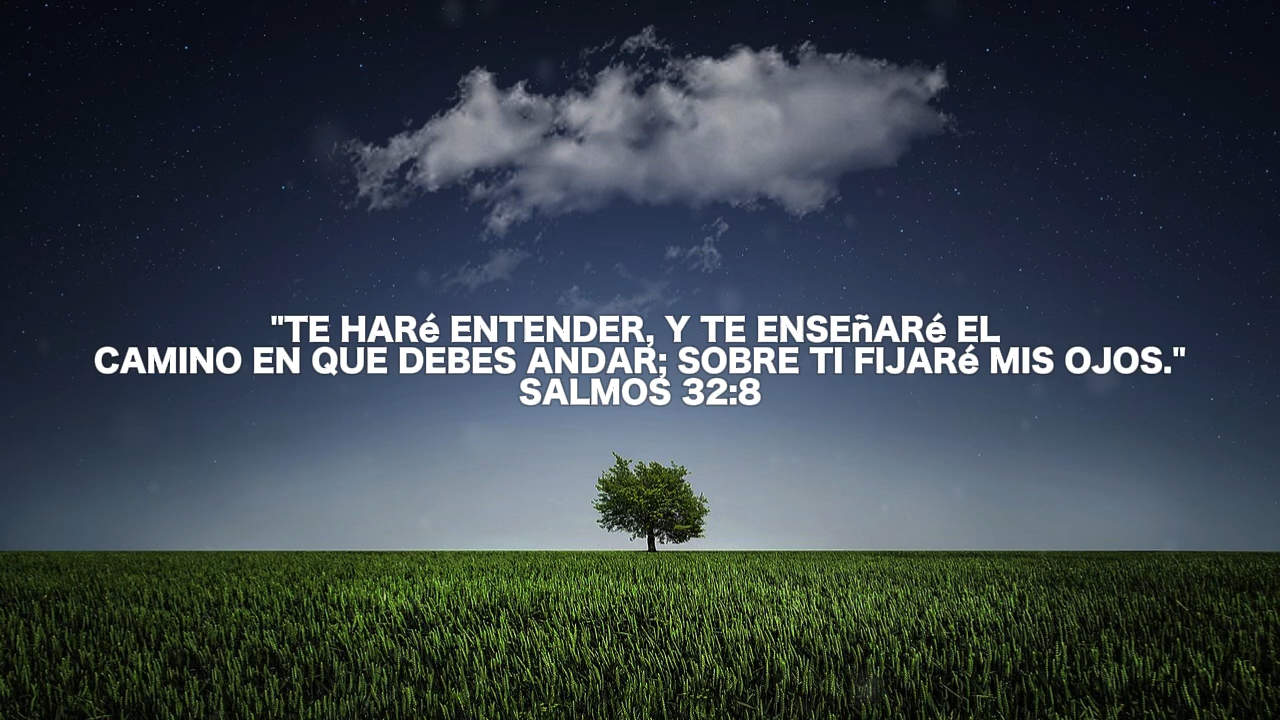 "TE HARé ENTENDER, Y TE ENSEñARé EL
CAMINO EN QUE DEBES ANDAR; SOBRE TI FIJARé MIS OJOS."
SALMOS 32:8